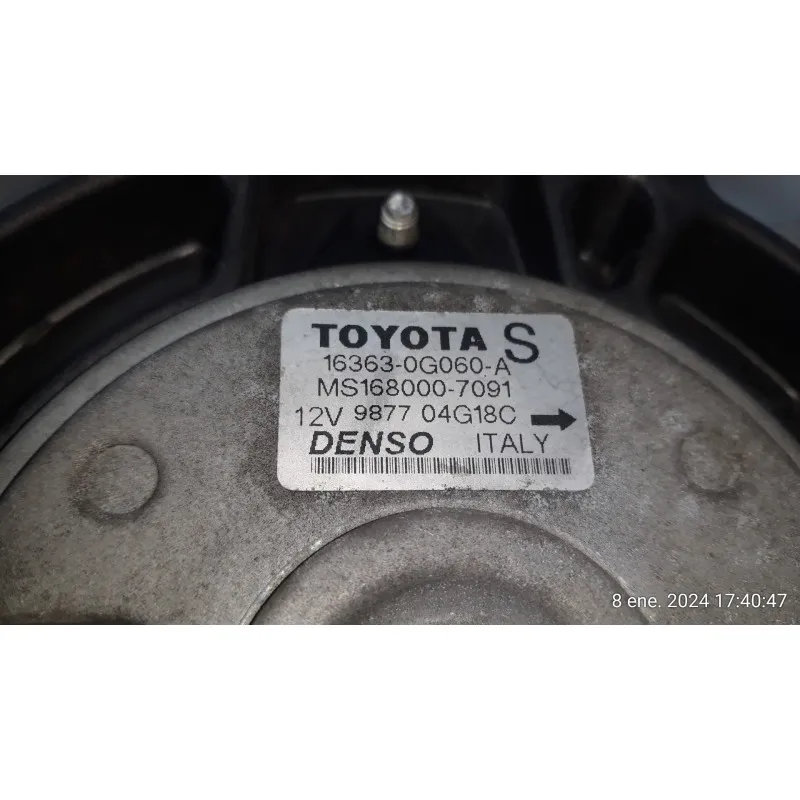 TOYOTA S
16363-0G060-A
MS168000-7091
12V 9877 04G18C
DENSO ITALY
8 ene. 2024 17:40:47